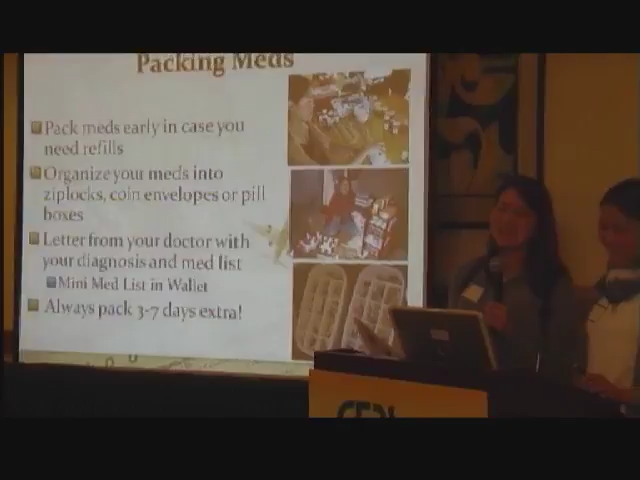 Packing Meds
Pack meds early in case you
need refills
Organize your meds into
ziplocks, coin envelopes or pill
boxes
Letter from your doctor with
your diagnosis and med list
Mini Med List in Wallet
Always pack 3-7 days extra!